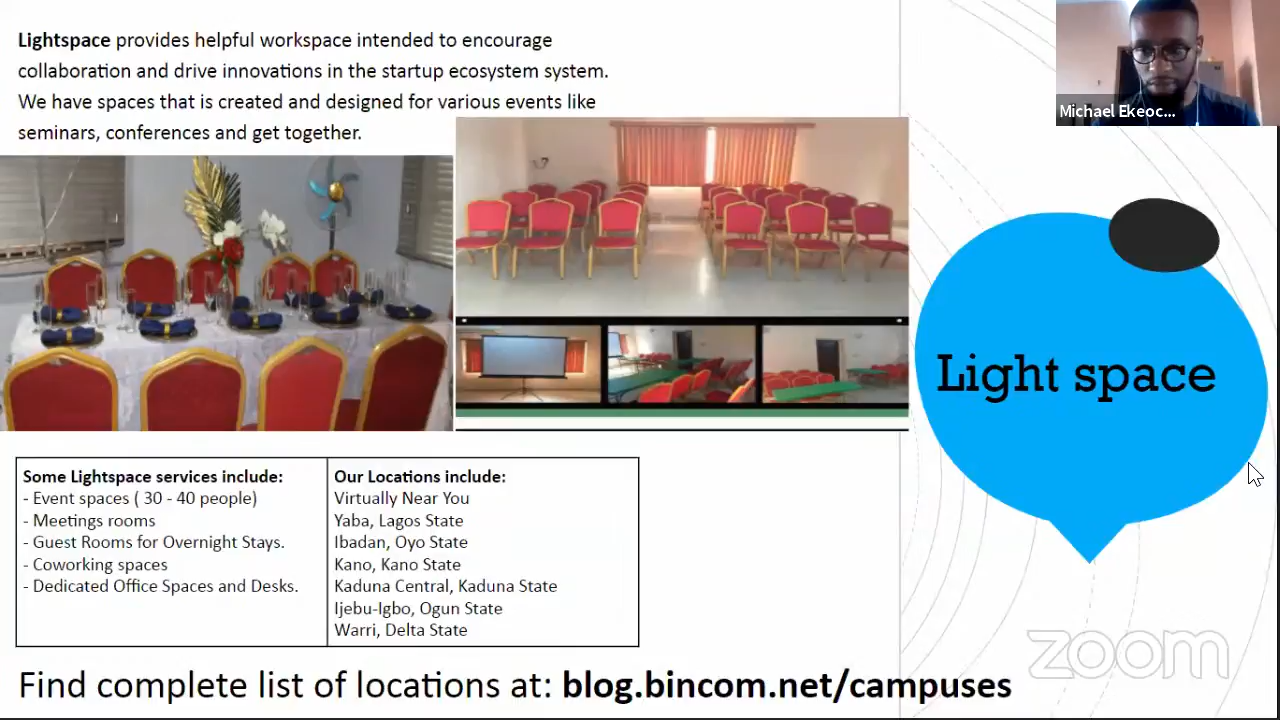 Lightspace provides helpful workspace intended to encourage
collaboration and drive innovations in the startup ecosystem system.
We have spaces that is created and designed for various events like
seminars, conferences and get together.
Michael Ekeoc...
Light space
Some Lightspace services include:
- Event spaces ( 30 - 40 people)
- Meetings rooms
- Guest Rooms for Overnight Stays.
- Coworking spaces
- Dedicated Office Spaces and Desks.
Our Locations include:
Virtually Near You
Yaba, Lagos State
Ibadan, Oyo State
Kano, Kano State
Kaduna Central, Kaduna State
Ijebu-Igbo, Ogun State
Warri, Delta State
zoom
Find complete list of locations at: blog.bincom.net/campuses